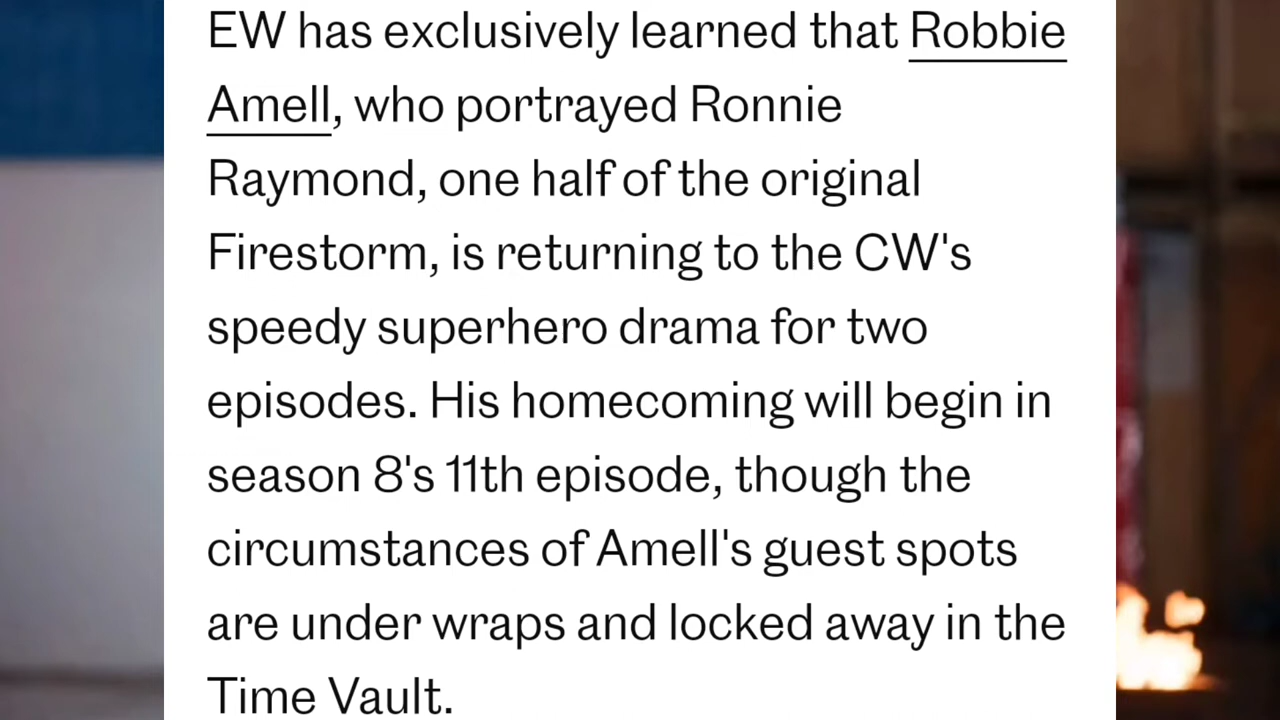 EW has exclusively learned that Robbie
Amell, who portrayed Ronnie
Raymond, one half of the original
Firestorm, is returning to the CW's
speedy superhero drama for two
episodes. His homecoming will begin in
season 8's 11th episode, though the
circumstances of Amell's guest spots
are under wraps and locked away in the
Time Vault.